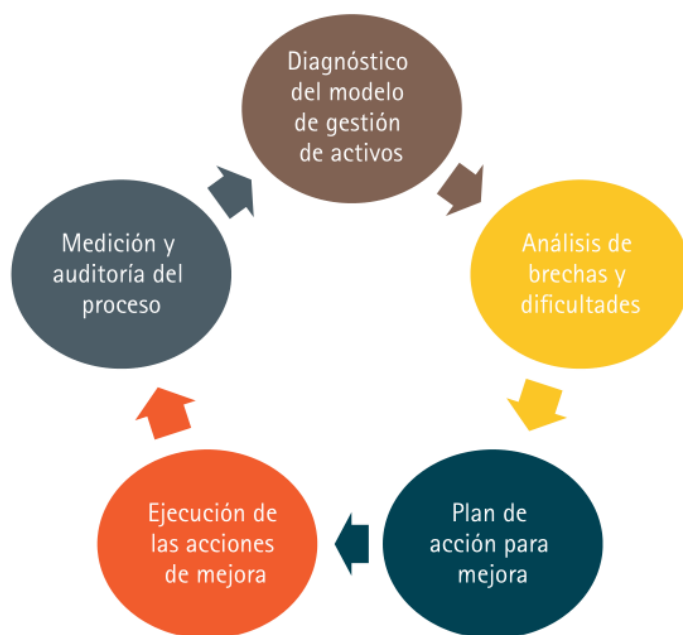 Diagnóstico
del modelo
de gestión
de activos
Análisis de
brechas y
dificultades
Plan de
acción para
mejora
Ejecución de
las acciones
de mejora
Medición y
auditoría del
proceso